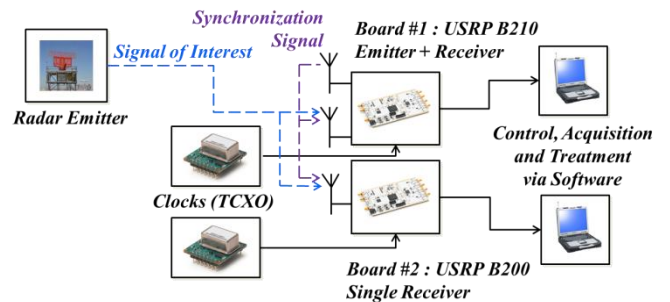 Synchronization
Signal
Board #1 : USRP B210
Emitter + Receiver
Signal of Interest
Radar Emitter
Control, Acquisition
and Treatment
via Software
Clocks (TCXO)
Board #2 : USRP B200
Single Receiver